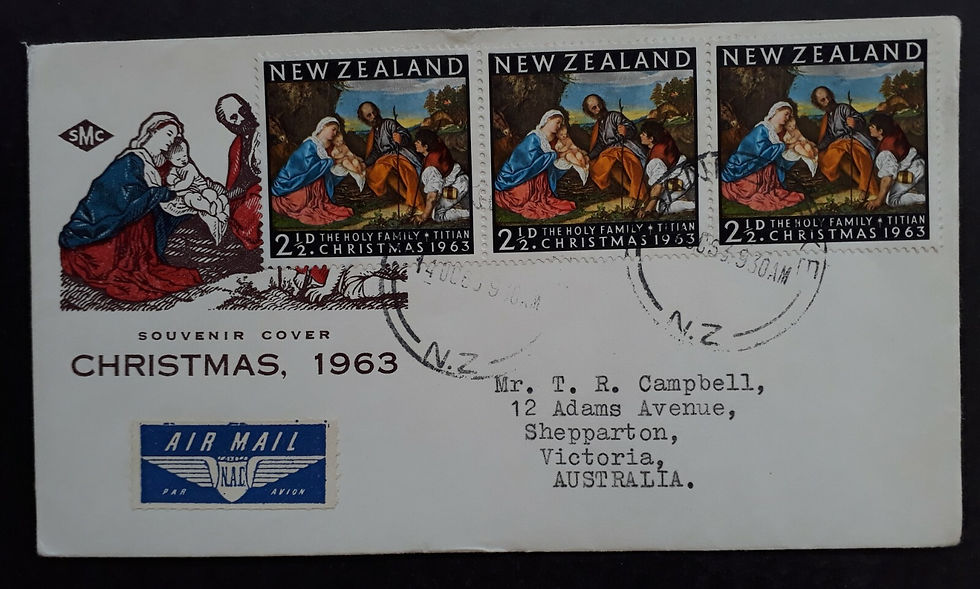 SMC
NEW ZEALAND
2½D. THE HOLY FAMILY • TITIAN
CHRISTMAS 1963
NEW ZEALAND
2½D. THE HOLY FAMILY • TITIAN
CHRISTMAS 1963
NEW ZEALAND
2½D. THE HOLY FAMILY • TITIAN
CHRISTMAS 1963
9.30AM
N.Z
N.Z
SOUVENIR COVER
CHRISTMAS, 1963
AIR MAIL
N.A.C.
PAR AVION
Mr. T. R. Campbell,
12 Adams Avenue,
Shepparton,
Victoria,
AUSTRALIA.